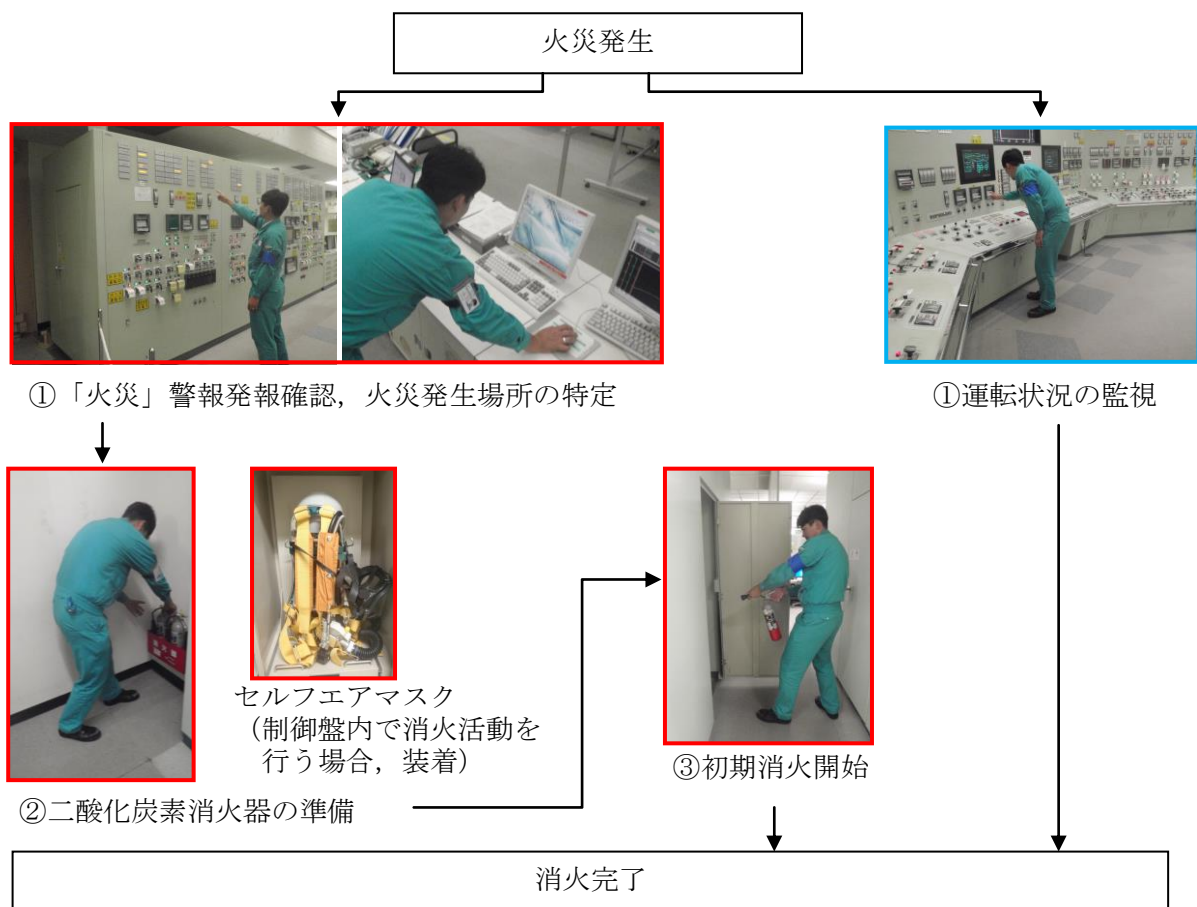 火災発生
①「火災」警報発報確認，火災発生場所の特定
①運転状況の監視
セルフエアマスク
（制御盤内で消火活動を
行う場合，装着）
②二酸化炭素消火器の準備
③初期消火開始
消火完了